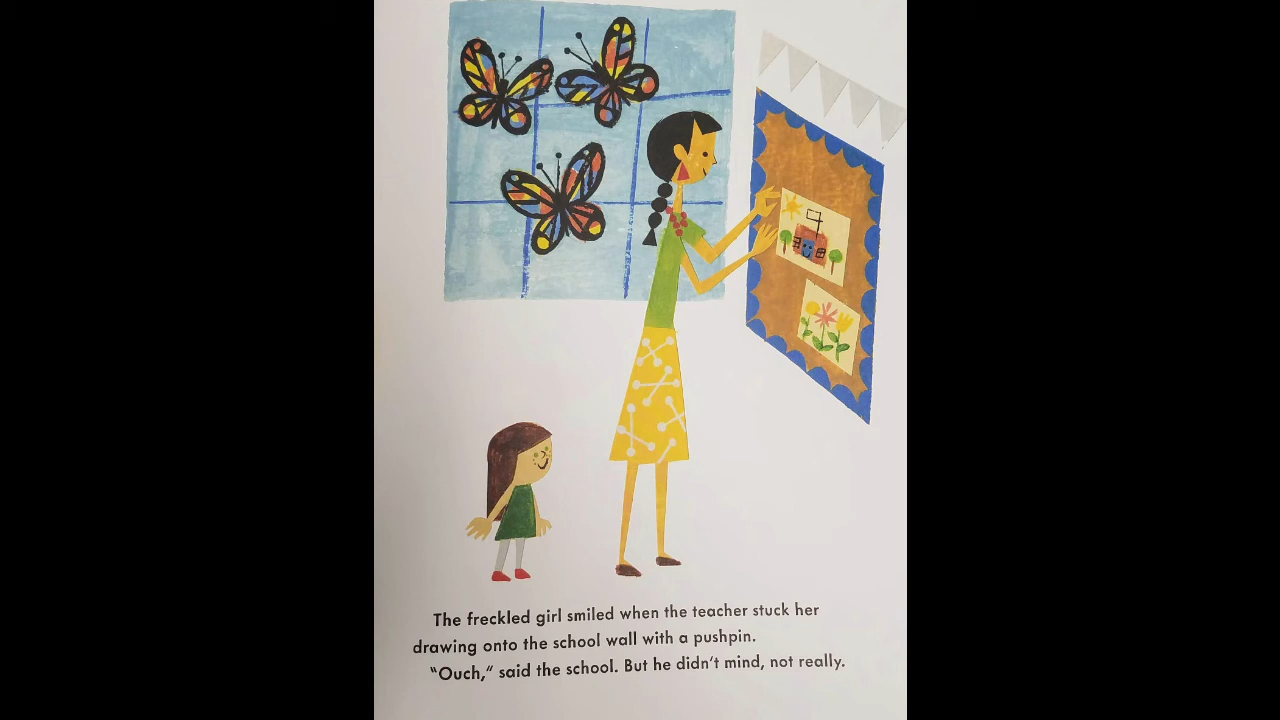 The freckled girl smiled when the teacher stuck her
drawing onto the school wall with a pushpin.
“Ouch,” said the school. But he didn’t mind, not really.